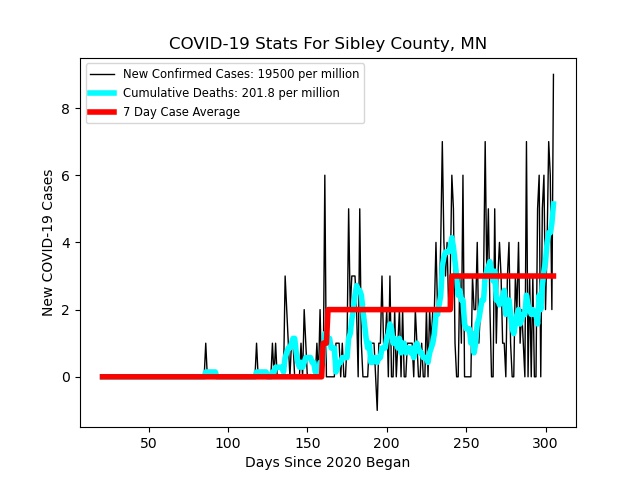 COVID-19 Stats For Sibley County, MN
New Confirmed Cases: 19500 per million
Cumulative Deaths: 201.8 per million
7 Day Case Average
New COVID-19 Cases
8
6
4
2
0
50 100 150 200 250 300
Days Since 2020 Began